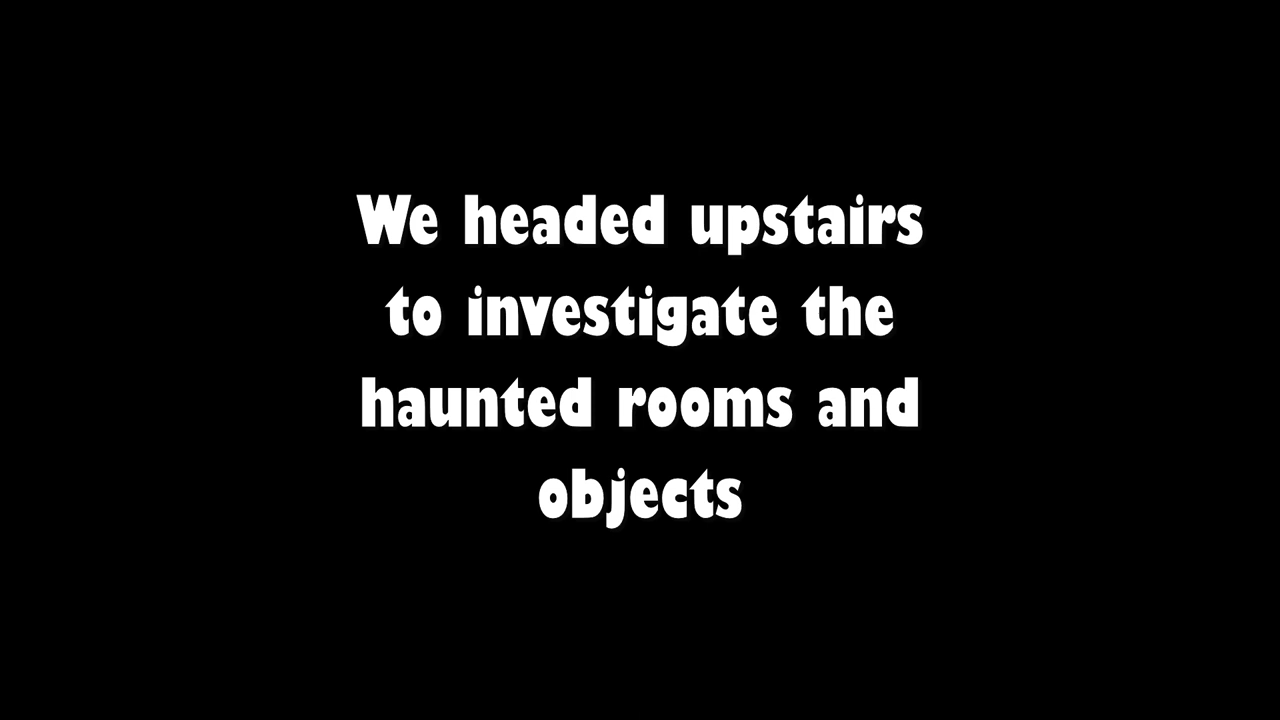 We headed upstairs
to investigate the
haunted rooms and
objects